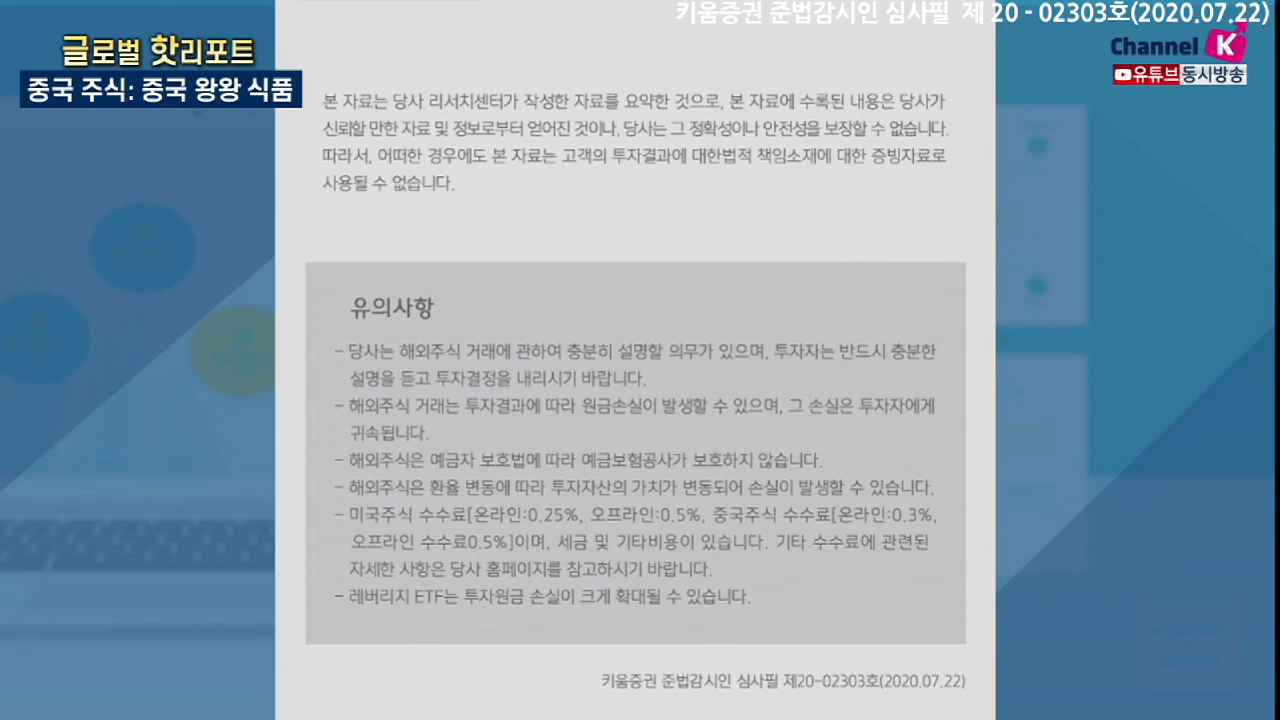 키움증권 준법감시인 심사필 제 20 - 02303호(2020.07.22)
글로벌 핫리포트
중국 주식: 중국 왕왕 식품
Channel K
유튜브 동시방송
본 자료는 당사 리서치센터가 작성한 자료를 요약한 것으로, 본 자료에 수록된 내용은 당사가
신뢰할 만한 자료 및 정보로부터 얻어진 것이나, 당사는 그 정확성이나 안전성을 보장할 수 없습니다.
따라서, 어떠한 경우에도 본 자료는 고객의 투자결과에 대한법적 책임소재에 대한 증빙자료로
사용될 수 없습니다.
유의사항
- 당사는 해외주식 거래에 관하여 충분히 설명할 의무가 있으며, 투자자는 반드시 충분한
설명을 듣고 투자결정을 내리시기 바랍니다.
- 해외주식 거래는 투자결과에 따라 원금손실이 발생할 수 있으며, 그 손실은 투자자에게
귀속됩니다.
- 해외주식은 예금자 보호법에 따라 예금보험공사가 보호하지 않습니다.
- 해외주식은 환율 변동에 따라 투자자산의 가치가 변동되어 손실이 발생할 수 있습니다.
- 미국주식 수수료[온라인:0.25%, 오프라인:0.5%, 중국주식 수수료[온라인:0.3%,
오프라인 수수료0.5%]이며, 세금 및 기타비용이 있습니다. 기타 수수료에 관련된
자세한 사항은 당사 홈페이지를 참고하시기 바랍니다.
- 레버리지 ETF는 투자원금 손실이 크게 확대될 수 있습니다.
키움증권 준법감시인 심사필 제20-02303호(2020.07.22)